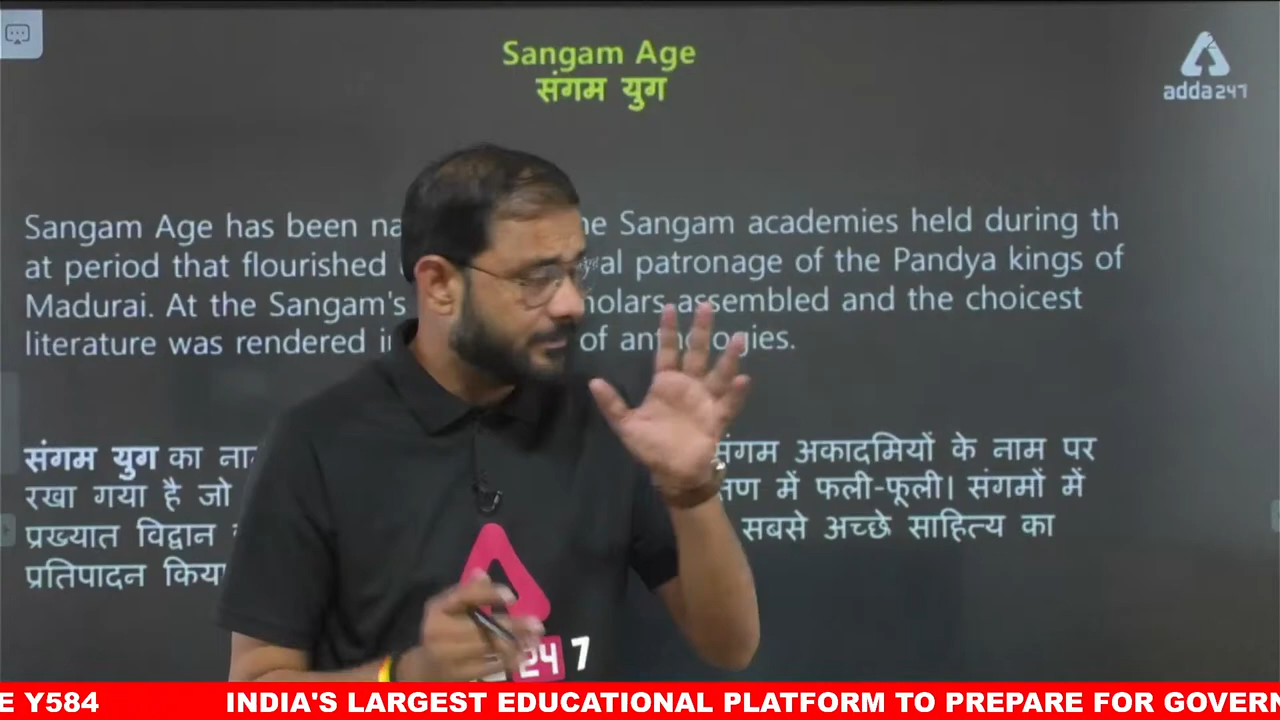 Sangam Age
संगम युग
adda247
Sangam Age has been na he Sangam academies held during th
at period that flourished al patronage of the Pandya kings of
Madurai. At the Sangam's holars assembled and the choicest
literature was rendered i of anthologies.
संगम युग का ना संगम अकादमियों के नाम पर
रखा गया है जो में फली-फूली। संगमों में
प्रख्यात विद्वान सबसे अच्छे साहित्य का
प्रतिपादन किया
247
E Y584 INDIA'S LARGEST EDUCATIONAL PLATFORM TO PREPARE FOR GOVERN